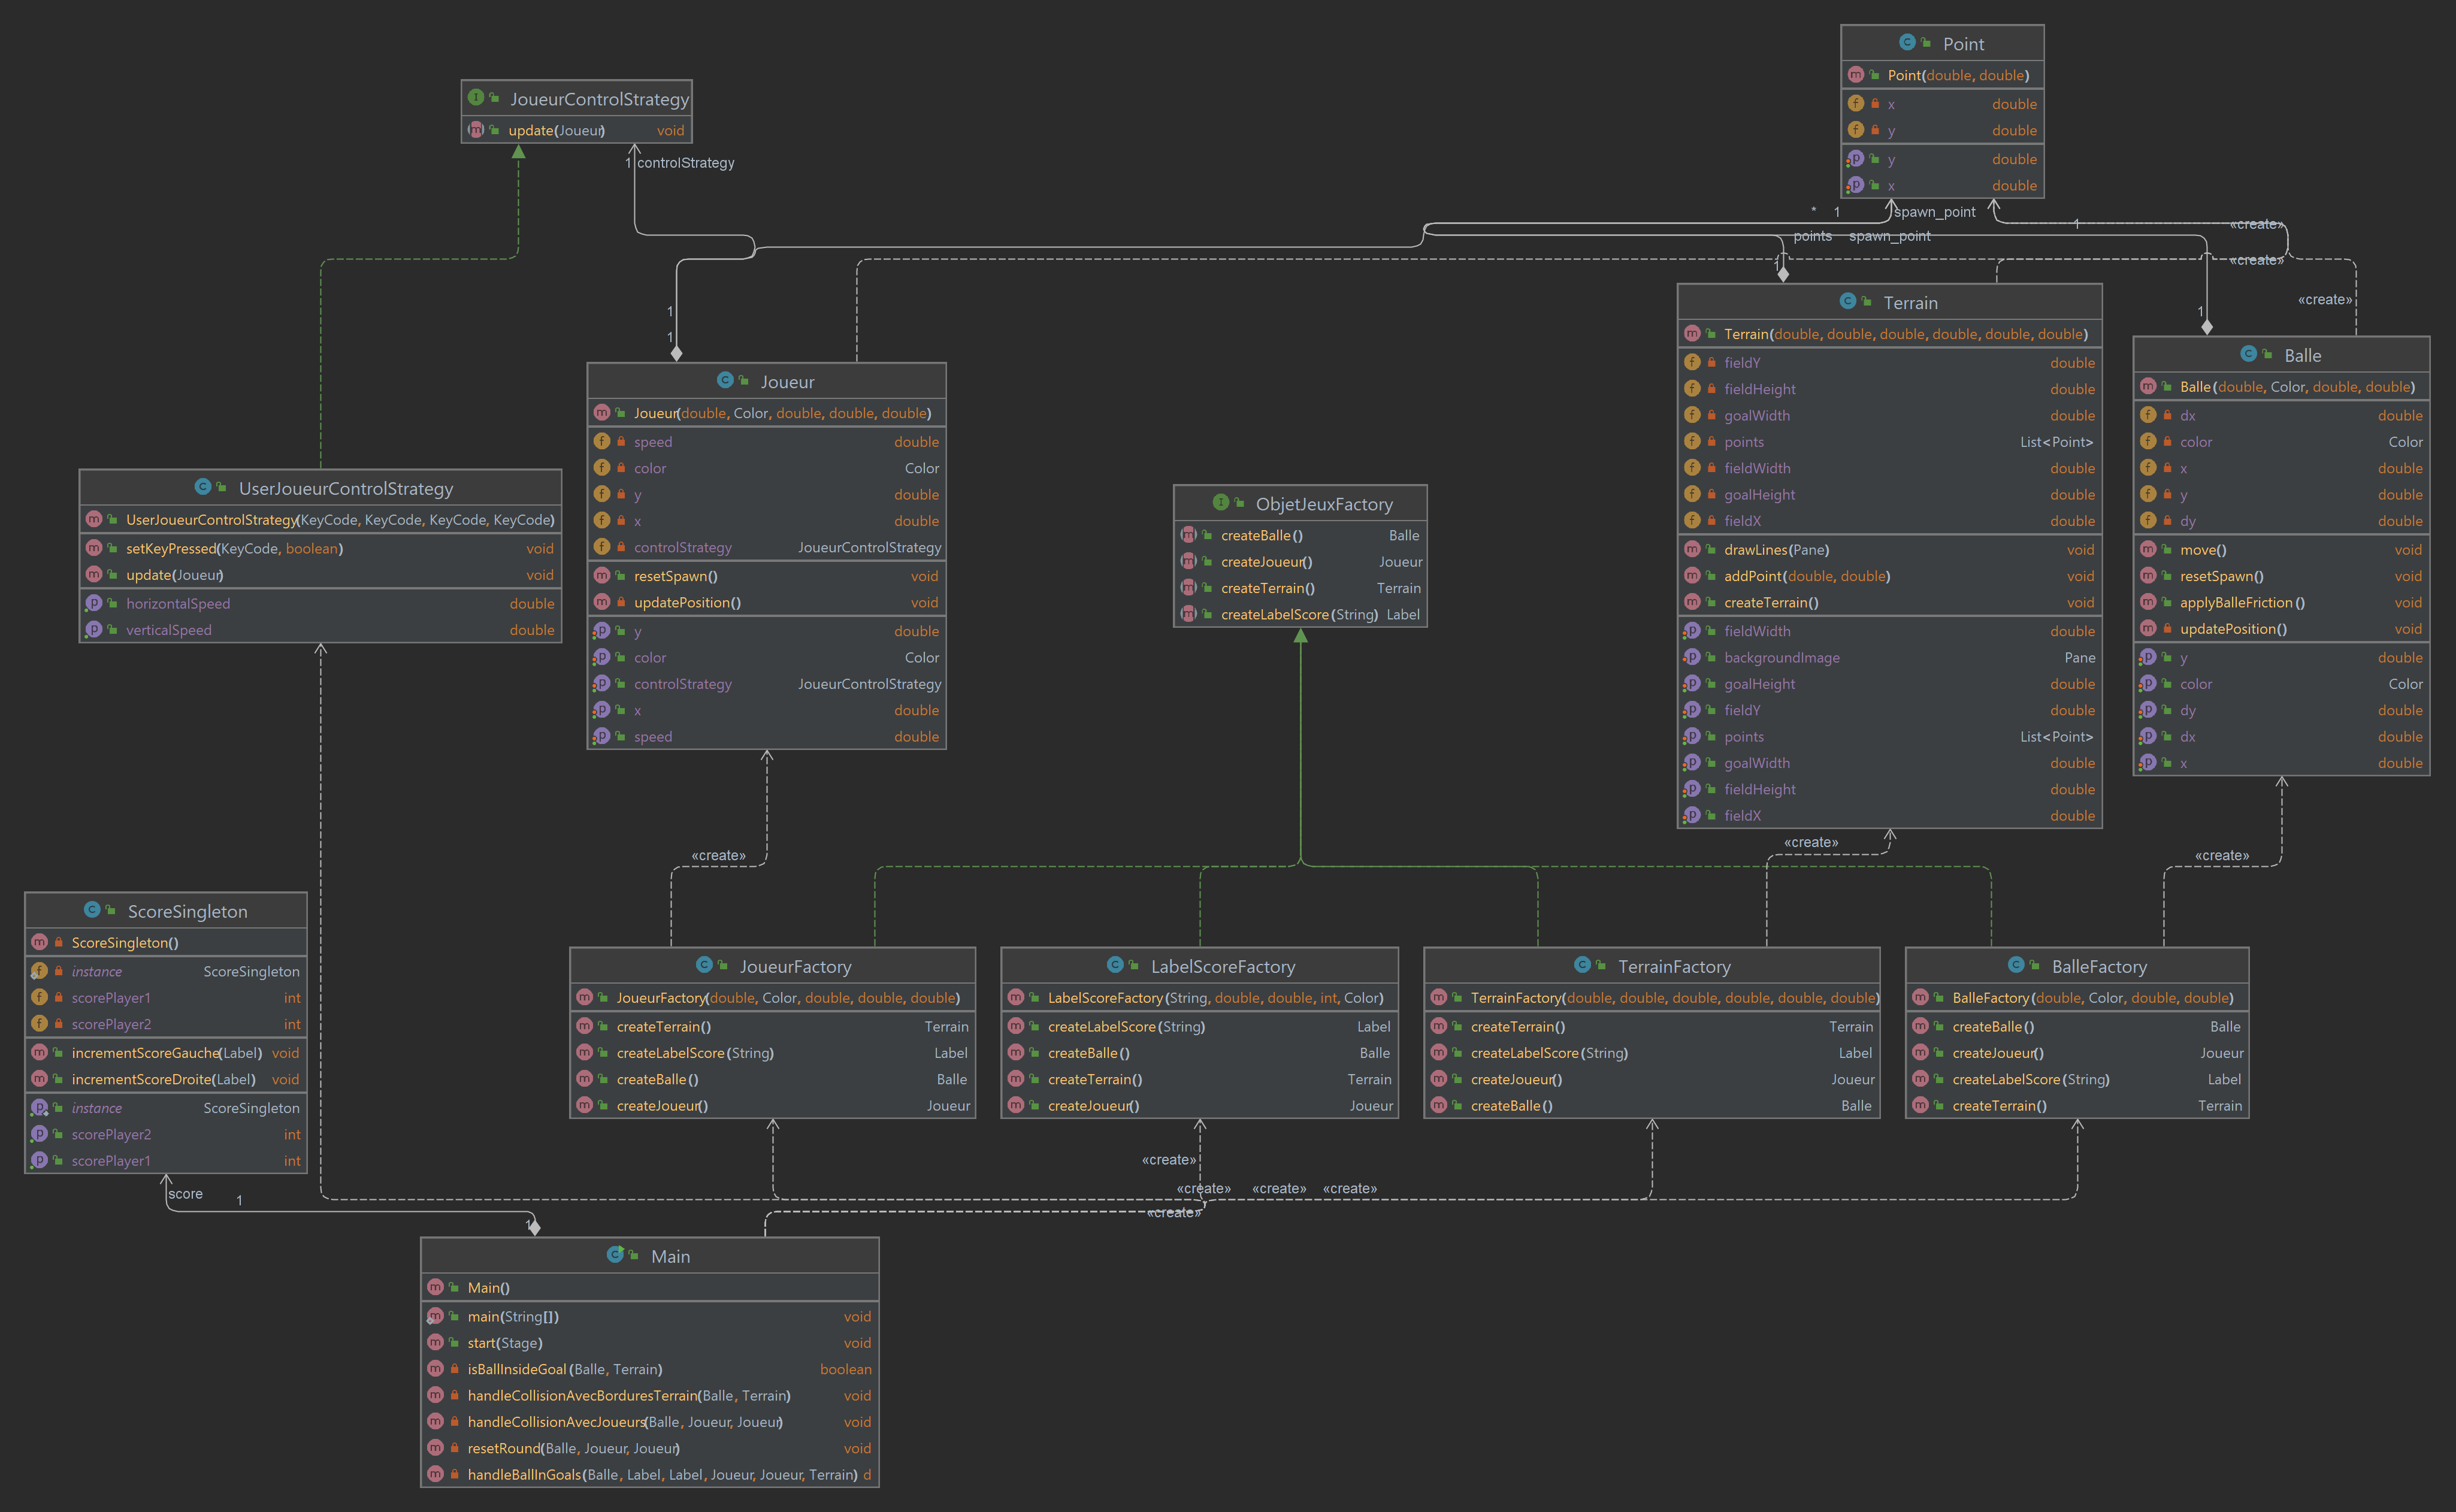 Point
Point(double, double)
x double
y double
y double
x double
JoueurControlStrategy
update(Joueur) void
1 controlStrategy
* 1 spawn_point
points spawn_point
1 «create»
«create»
«create»
1
1
1
1
1
Terrain
Terrain(double, double, double, double, double, double)
fieldY double
fieldHeight double
goalWidth double
points List<Point>
fieldWidth double
goalHeight double
fieldX double
drawLines(Pane) void
addPoint(double, double) void
createTerrain() void
fieldWidth double
backgroundImage Pane
goalHeight double
fieldY double
points List<Point>
goalWidth double
fieldHeight double
fieldX double
Balle
Balle(double, Color, double, double)
dx double
color Color
x double
y double
dy double
move() void
resetSpawn() void
applyBalleFriction() void
updatePosition() void
y double
color Color
dy double
dx double
x double
Joueur
Joueur(double, Color, double, double, double)
speed double
color Color
y double
x double
controlStrategy JoueurControlStrategy
resetSpawn() void
updatePosition() void
y double
color Color
controlStrategy JoueurControlStrategy
x double
speed double
UserJoueurControlStrategy
UserJoueurControlStrategy(KeyCode, KeyCode, KeyCode, KeyCode)
setKeyPressed(KeyCode, boolean) void
update(Joueur) void
horizontalSpeed double
verticalSpeed double
ObjetJeuxFactory
createBalle() Balle
createJoueur() Joueur
createTerrain() Terrain
createLabelScore(String) Label
«create»
«create»
«create»
ScoreSingleton
ScoreSingleton()
instance ScoreSingleton
scorePlayer1 int
scorePlayer2 int
incrementScoreGauche(Label) void
incrementScoreDroite(Label) void
instance ScoreSingleton
scorePlayer2 int
scorePlayer1 int
JoueurFactory
JoueurFactory(double, Color, double, double, double)
createTerrain() Terrain
createLabelScore(String) Label
createBalle() Balle
createJoueur() Joueur
LabelScoreFactory
LabelScoreFactory(String, double, double, int, Color)
createLabelScore(String) Label
createBalle() Balle
createTerrain() Terrain
createJoueur() Joueur
TerrainFactory
TerrainFactory(double, double, double, double, double, double)
createTerrain() Terrain
createLabelScore(String) Label
createJoueur() Joueur
createBalle() Balle
BalleFactory
BalleFactory(double, Color, double, double)
createBalle() Balle
createJoueur() Joueur
createLabelScore(String) Label
createTerrain() Terrain
«create»
«create» «create» «create»
«create»
score 1
1
Main
Main()
main(String[]) void
start(Stage) void
isBallInsideGoal(Balle, Terrain) boolean
handleCollisionAvecBorduresTerrain(Balle, Terrain) void
handleCollisionAvecJoueurs(Balle, Joueur, Joueur) void
resetRound(Balle, Joueur, Joueur) void
handleBallInGoals(Balle, Label, Label, Joueur, Joueur, Terrain) d